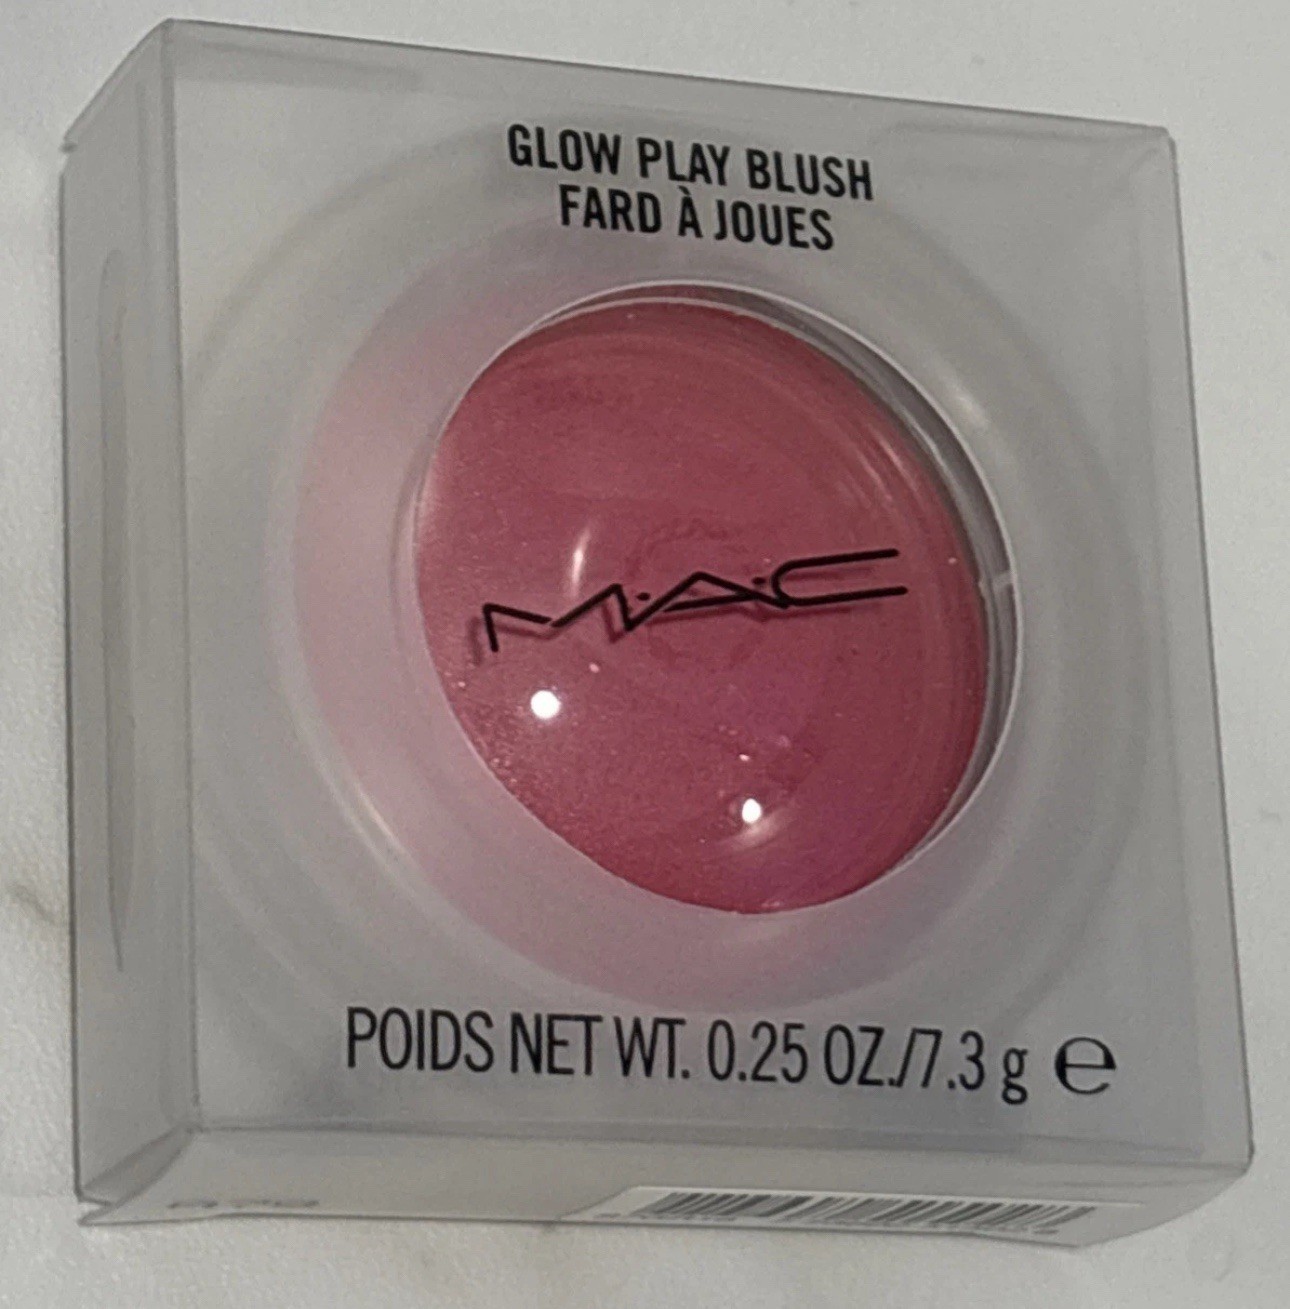 GLOW PLAY BLUSH
FARD À JOUES
M·A·C
POIDS NET WT. 0.25 OZ./7.3 g ℮